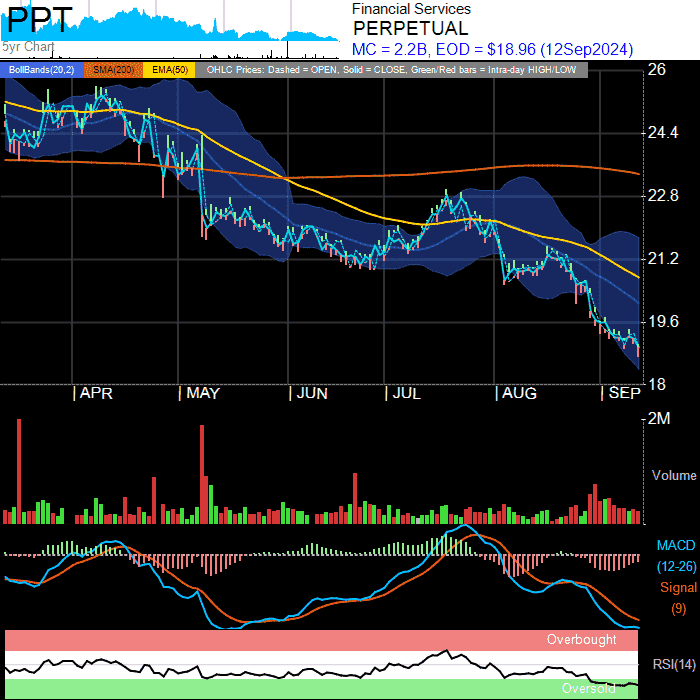 PPT
5yr Chart
Financial Services
PERPETUAL
MC = 2.2B, EOD = $18.96 (12Sep2024)
BollBands(20,2) SMA(200) EMA(50) OHLC Prices: Dashed = OPEN, Solid = CLOSE, Green/Red bars = Intra-day HIGH/LOW
26
24.4
22.8
21.2
19.6
18
APR MAY JUN JUL AUG SEP
2M
Volume
MACD
(12-26)
Signal
(9)
Overbought
RSI(14)
Oversold